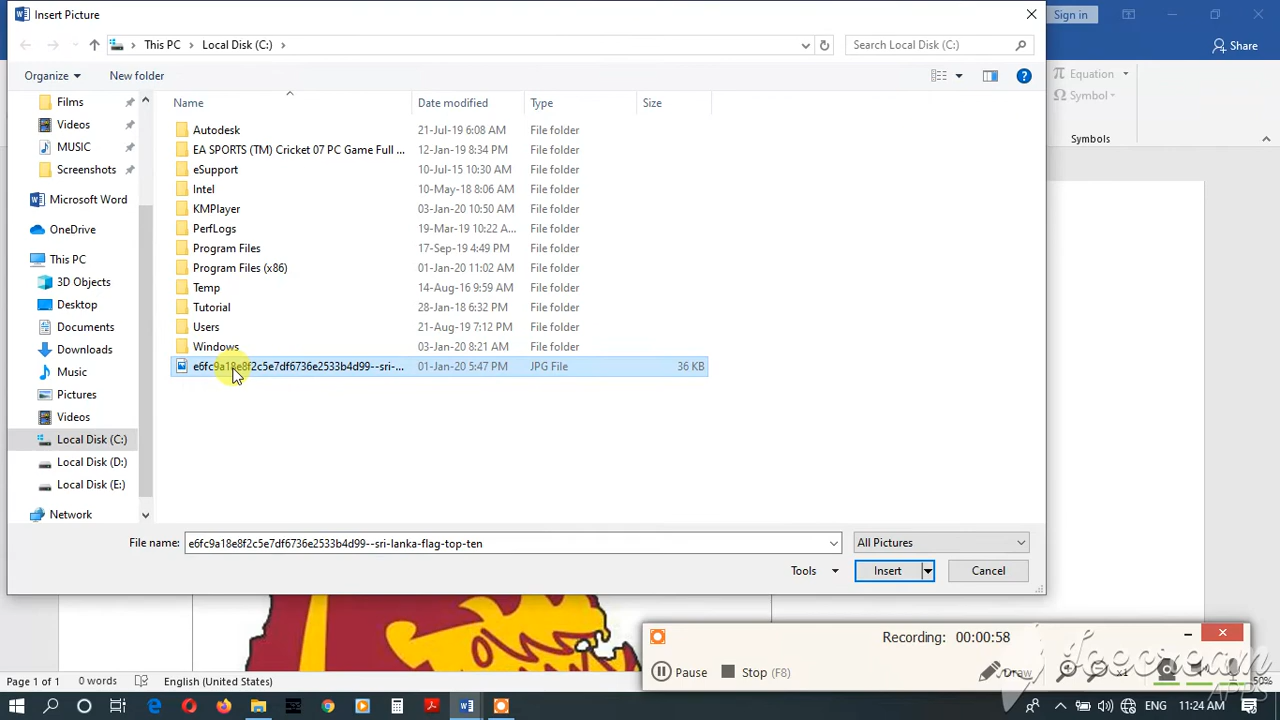 Insert Picture
Sign in
This PC > Local Disk (C:) >
Search Local Disk (C:)
Share
Organize
New folder
Equation
Symbol
Symbols
Name
Date modified
Type
Size
Films
Videos
MUSIC
Screenshots
Microsoft Word
OneDrive
This PC
3D Objects
Desktop
Documents
Downloads
Music
Pictures
Videos
Local Disk (C:)
Local Disk (D:)
Local Disk (E:)
Network
Autodesk 21-Jul-19 6:08 AM File folder
EA SPORTS (TM) Cricket 07 PC Game Full ... 12-Jan-19 8:34 PM File folder
eSupport 10-Jul-15 10:30 AM File folder
Intel 10-May-18 8:06 AM File folder
KMPlayer 03-Jan-20 10:50 AM File folder
PerfLogs 19-Mar-19 10:22 A... File folder
Program Files 17-Sep-19 4:49 PM File folder
Program Files (x86) 01-Jan-20 11:02 AM File folder
Temp 14-Aug-16 9:59 AM File folder
Tutorial 28-Jan-18 6:32 PM File folder
Users 21-Aug-19 7:12 PM File folder
Windows 03-Jan-20 8:21 AM File folder
e6fc9a18e8f2c5e7df6736e2533b4d99--sri-... 01-Jan-20 5:47 PM JPG File 36 KB
File name: e6fc9a18e8f2c5e7df6736e2533b4d99--sri-lanka-flag-top-ten
All Pictures
Tools
Insert
Cancel
Recording: 00:00:58
Pause
Stop (F8)
Draw
x1
Icecream
APPS
Page 1 of 1 0 words English (United States)
50%
ENG 11:24 AM